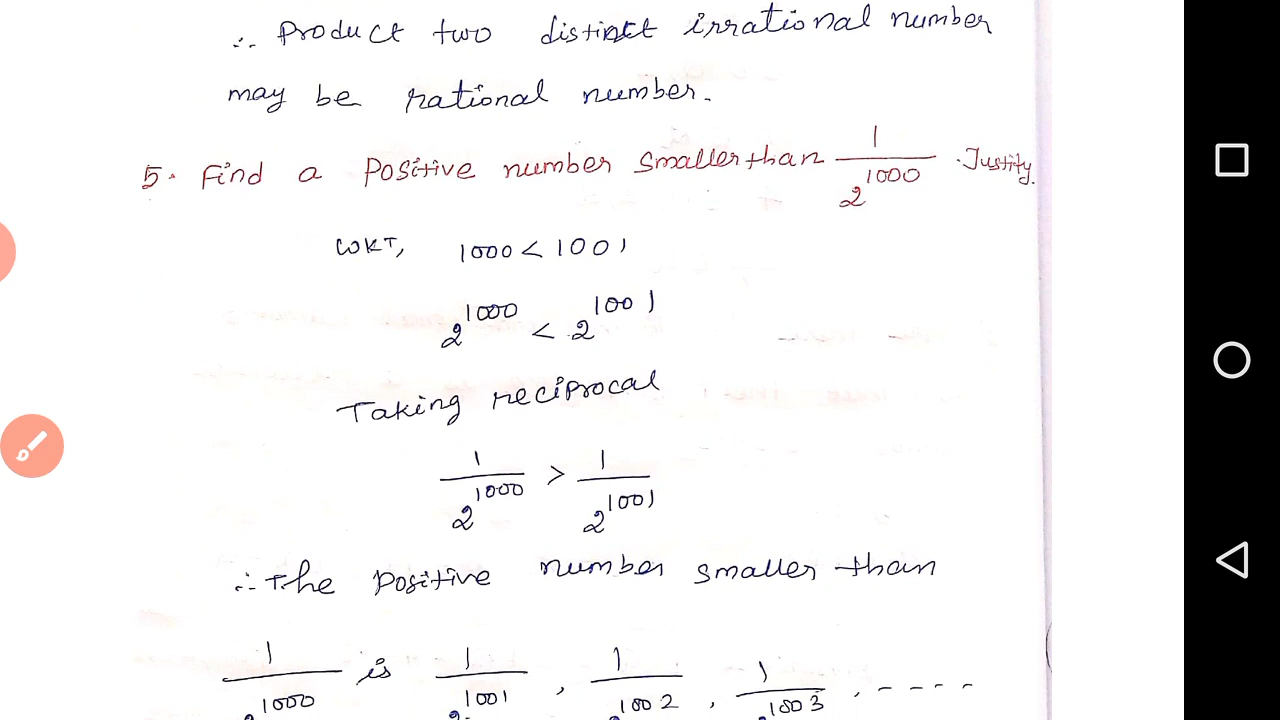 ∴ Product two distinct irrational number
may be rational number.
5. Find a Positive number smaller than 1/2^1000. Justify.
WKT, 1000 < 1001
2^1000 < 2^1001
Taking reciprocal
1/2^1000 > 1/2^1001
∴ The Positive number smaller than
1/2^1000 is 1/2^1001, 1/2^1002, 1/2^1003, ----